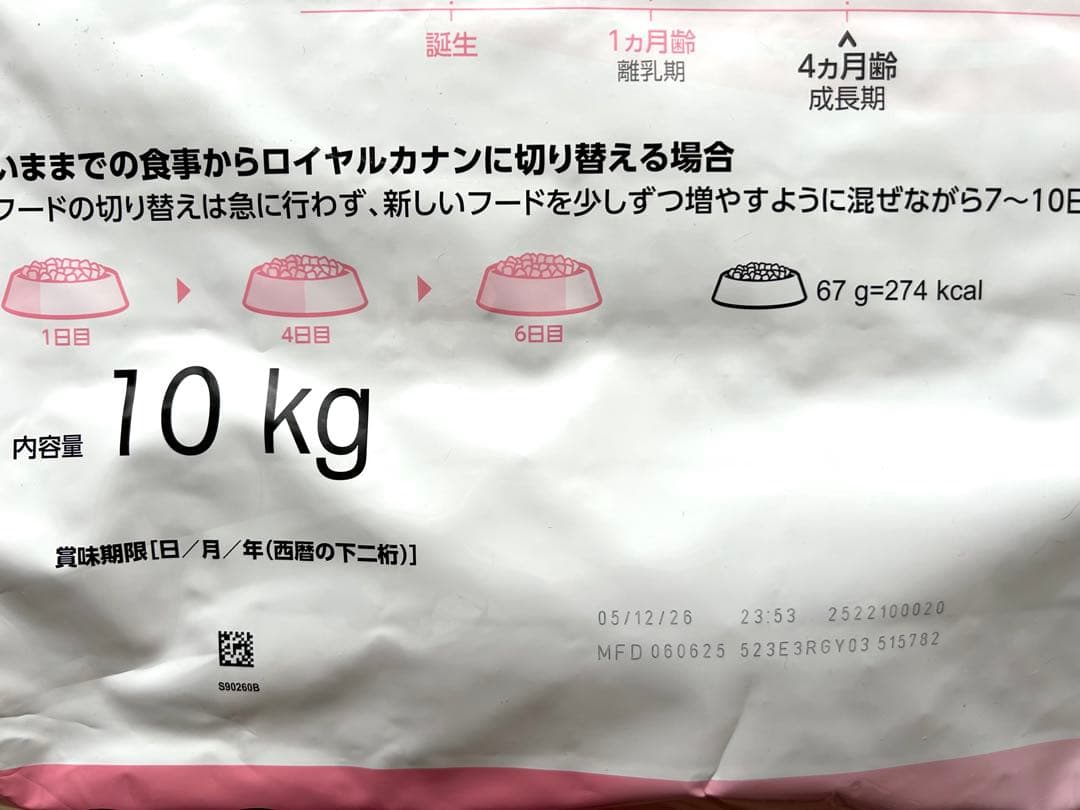 誕生
1ヵ月齢
離乳期
4ヵ月齢
成長期
いままでの食事からロイヤルカナンに切り替える場合
フードの切り替えは急に行わず、新しいフードを少しずつ増やすように混ぜながら7〜10日
1日目
4日目
6日目
67 g=274 kcal
内容量 10 kg
賞味期限[日/月/年(西暦の下二桁)]
05/12/26 23:53 2522100020
MFD 060625 523E3RGY03 515782
S90260B